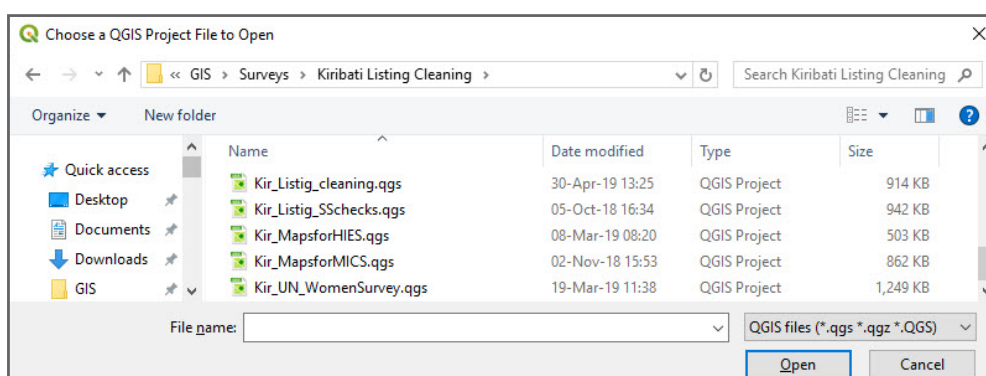 Choose a QGIS Project File to Open
« GIS > Surveys > Kiribati Listing Cleaning > Search Kiribati Listing Cleaning
Organize New folder
Name Date modified Type Size
Quick access
Desktop
Documents
Downloads
GIS
Kir_Listig_cleaning.qgs 30-Apr-19 13:25 QGIS Project 914 KB
Kir_Listig_SSchecks.qgs 05-Oct-18 16:34 QGIS Project 942 KB
Kir_MapsforHIES.qgs 08-Mar-19 08:20 QGIS Project 503 KB
Kir_MapsforMICS.qgs 02-Nov-18 15:53 QGIS Project 862 KB
Kir_UN_WomenSurvey.qgs 19-Mar-19 11:38 QGIS Project 1,249 KB
File name: QGIS files (*.qgs *.qgz *.QGS)
Open Cancel